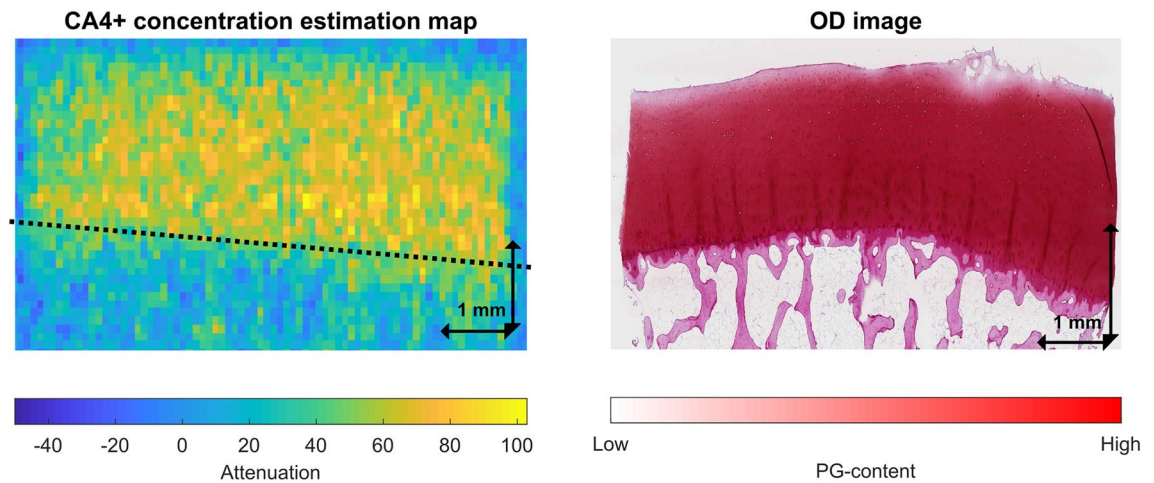 CA4+ concentration estimation map
OD image
1 mm
1 mm
-40 -20 0 20 40 60 80 100
Attenuation
Low High
PG-content